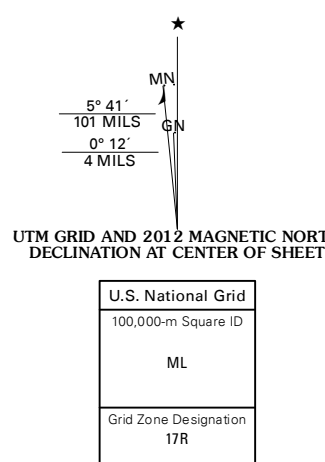 ★
MN
5° 41´
101 MILS
GN
0° 12´
4 MILS
UTM GRID AND 2012 MAGNETIC NORT
DECLINATION AT CENTER OF SHEET
U.S. National Grid
100,000-m Square ID
ML
Grid Zone Designation
17R